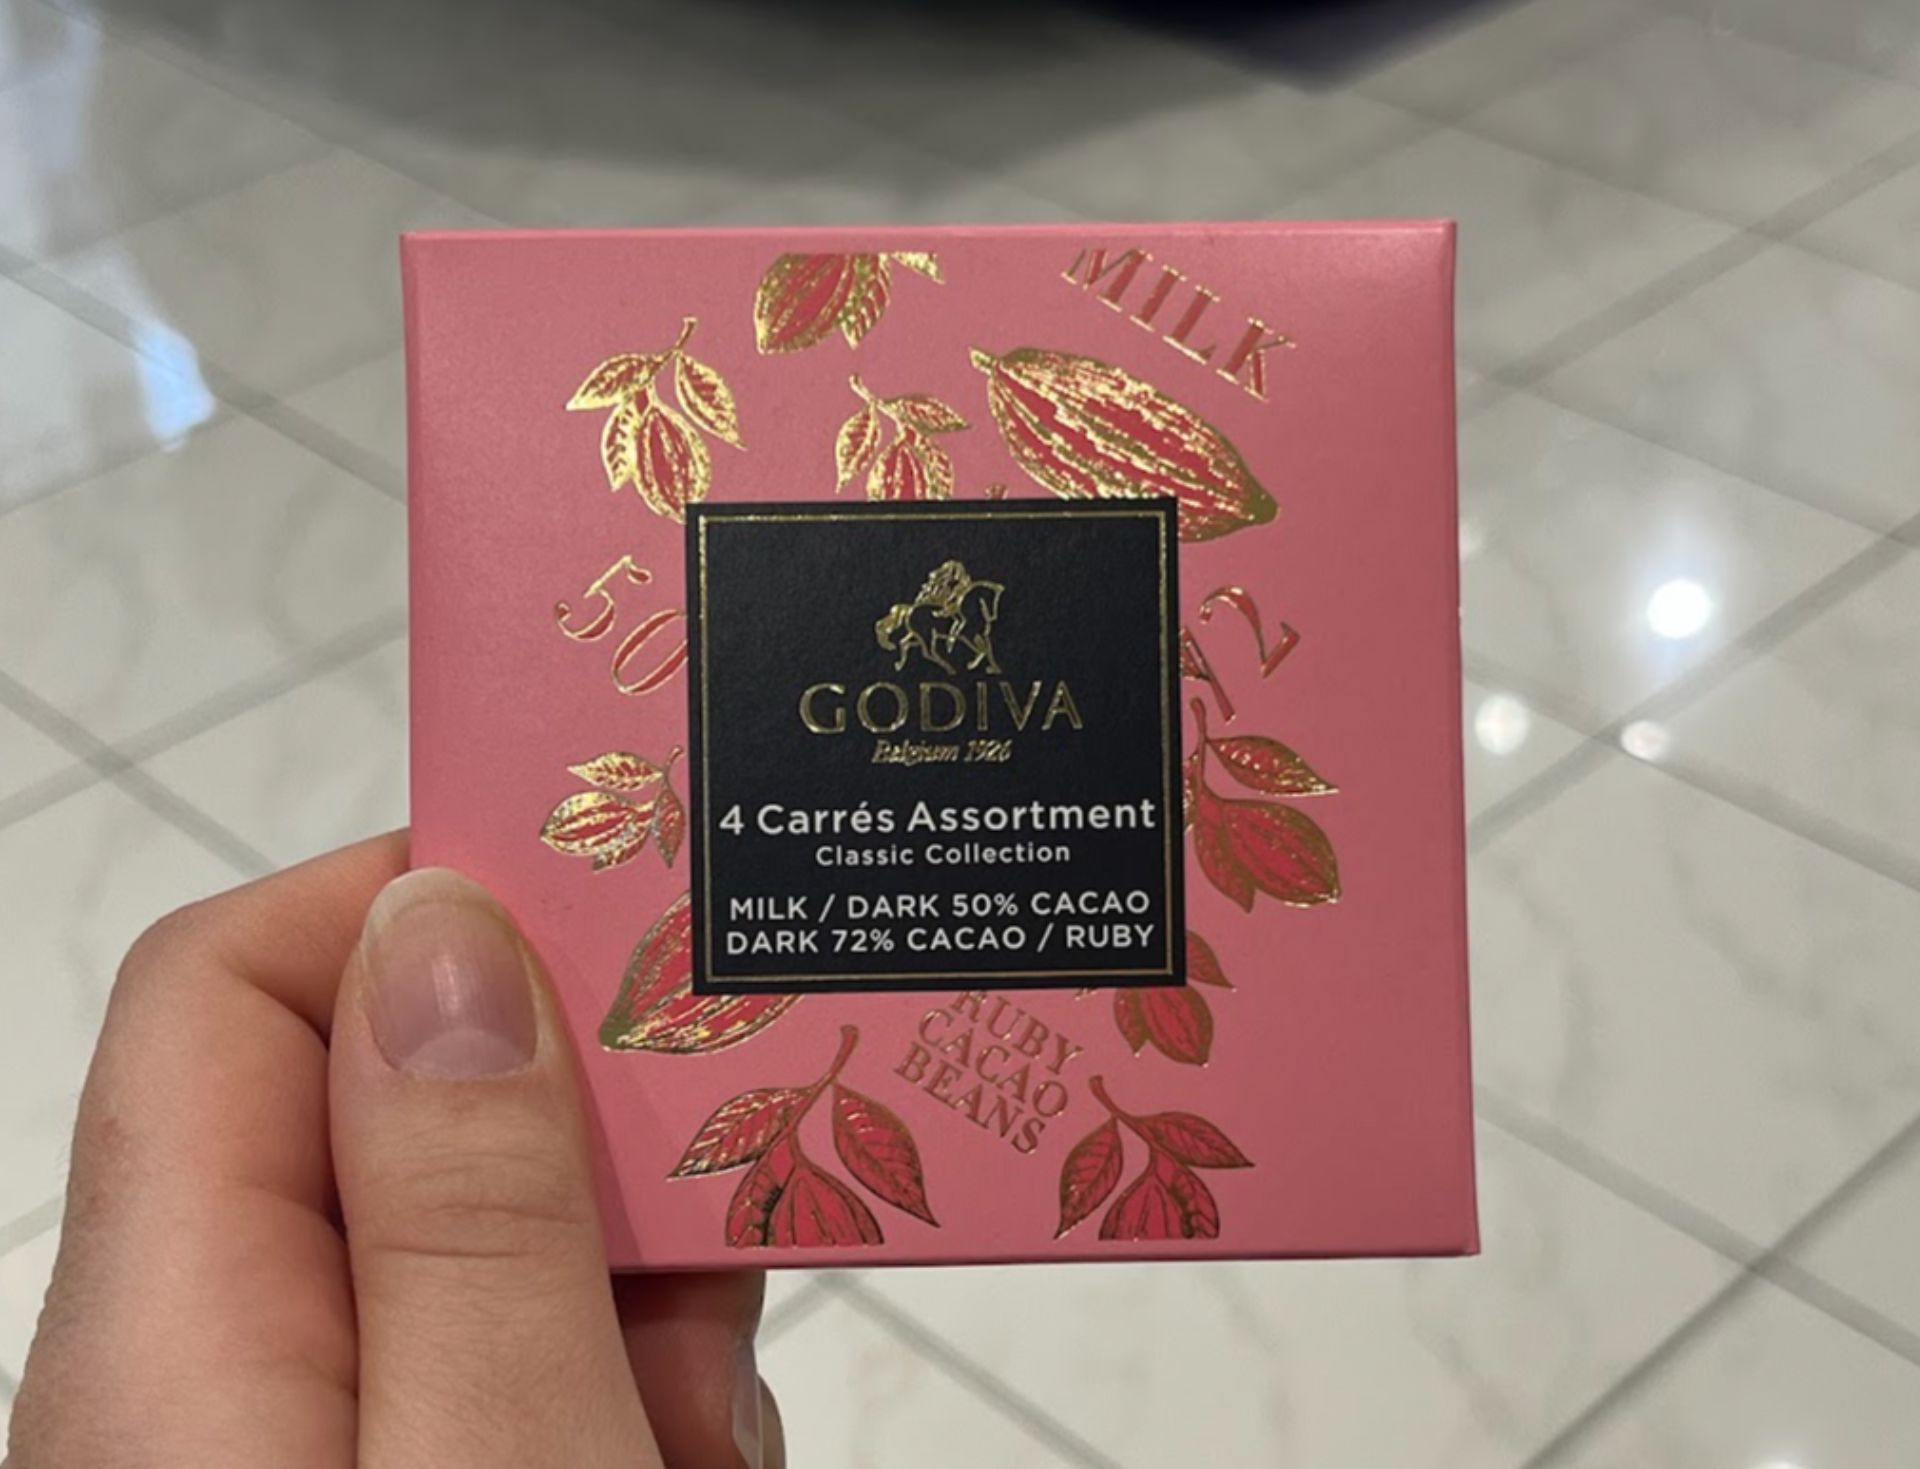 MILK
50
72
GODIVA
Belgium 1926
4 Carrés Assortment
Classic Collection
MILK / DARK 50% CACAO
DARK 72% CACAO / RUBY
RUBY
CACAO
BEANS